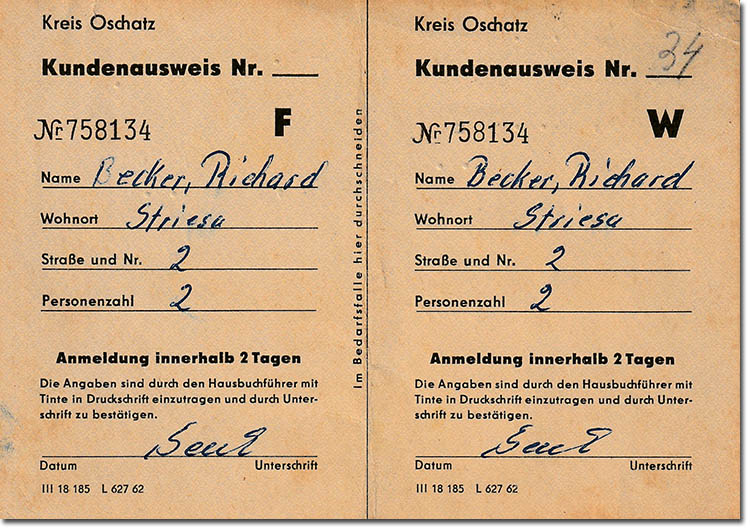 Kreis Oschatz
Kundenausweis Nr.
№ 758134 F
Name Becker, Richard
Wohnort Striesa
Straße und Nr. 2
Personenzahl 2
Anmeldung innerhalb 2 Tagen
Die Angaben sind durch den Hausbuchführer mit
Tinte in Druckschrift einzutragen und durch Unter-
schrift zu bestätigen.
Datum Unterschrift
III 18 185 L 627 62
Im Bedarfsfalle hier durchschneiden
Kreis Oschatz
Kundenausweis Nr. 34
№ 758134 W
Name Becker, Richard
Wohnort Striesa
Straße und Nr. 2
Personenzahl 2
Anmeldung innerhalb 2 Tagen
Die Angaben sind durch den Hausbuchführer mit
Tinte in Druckschrift einzutragen und durch Unter-
schrift zu bestätigen.
Datum Unterschrift
III 18 185 L 627 62